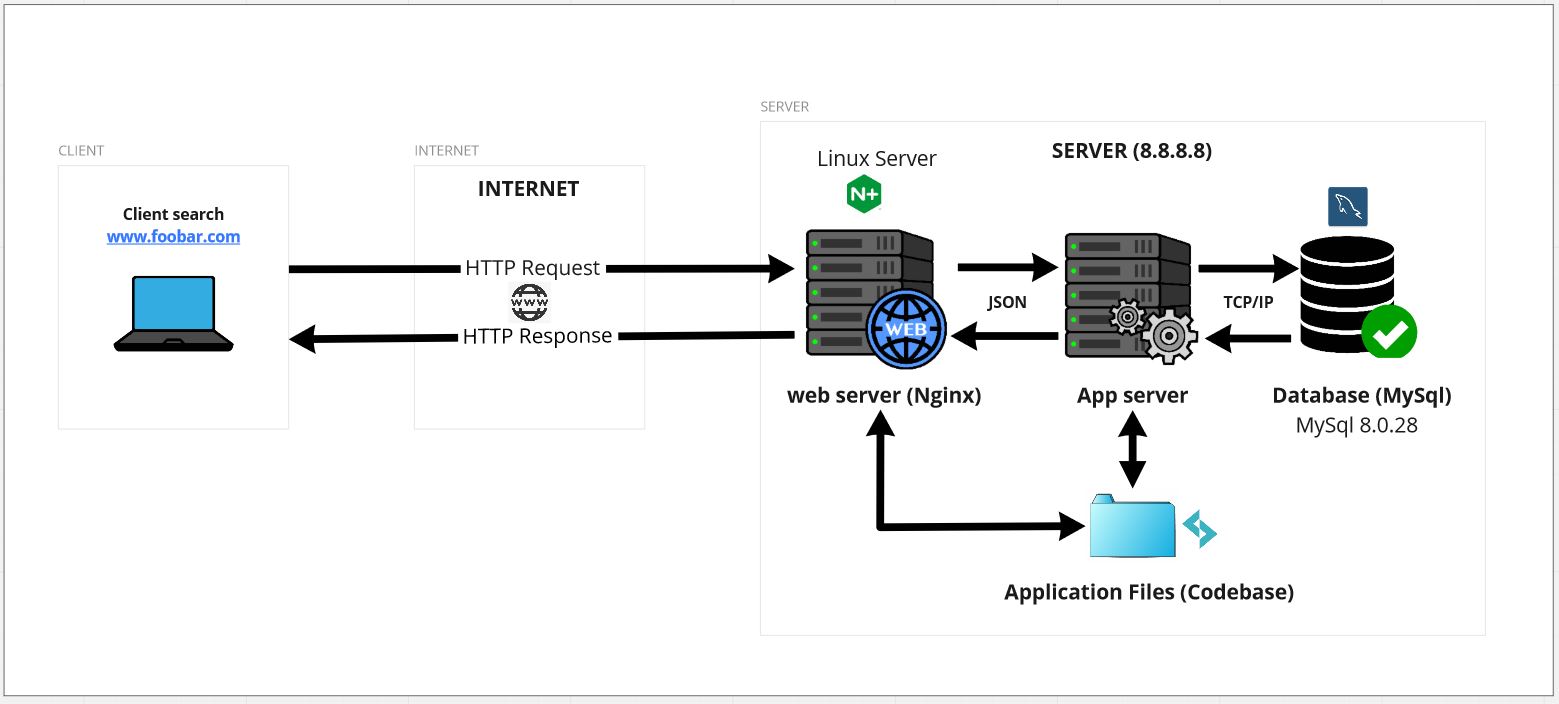 SERVER
CLIENT
INTERNET
Linux Server
SERVER (8.8.8.8)
N+
INTERNET
Client search
www.foobar.com
HTTP Request
WWW
HTTP Response
JSON
TCP/IP
WEB
web server (Nginx)
App server
Database (MySql)
MySql 8.0.28
Application Files (Codebase)